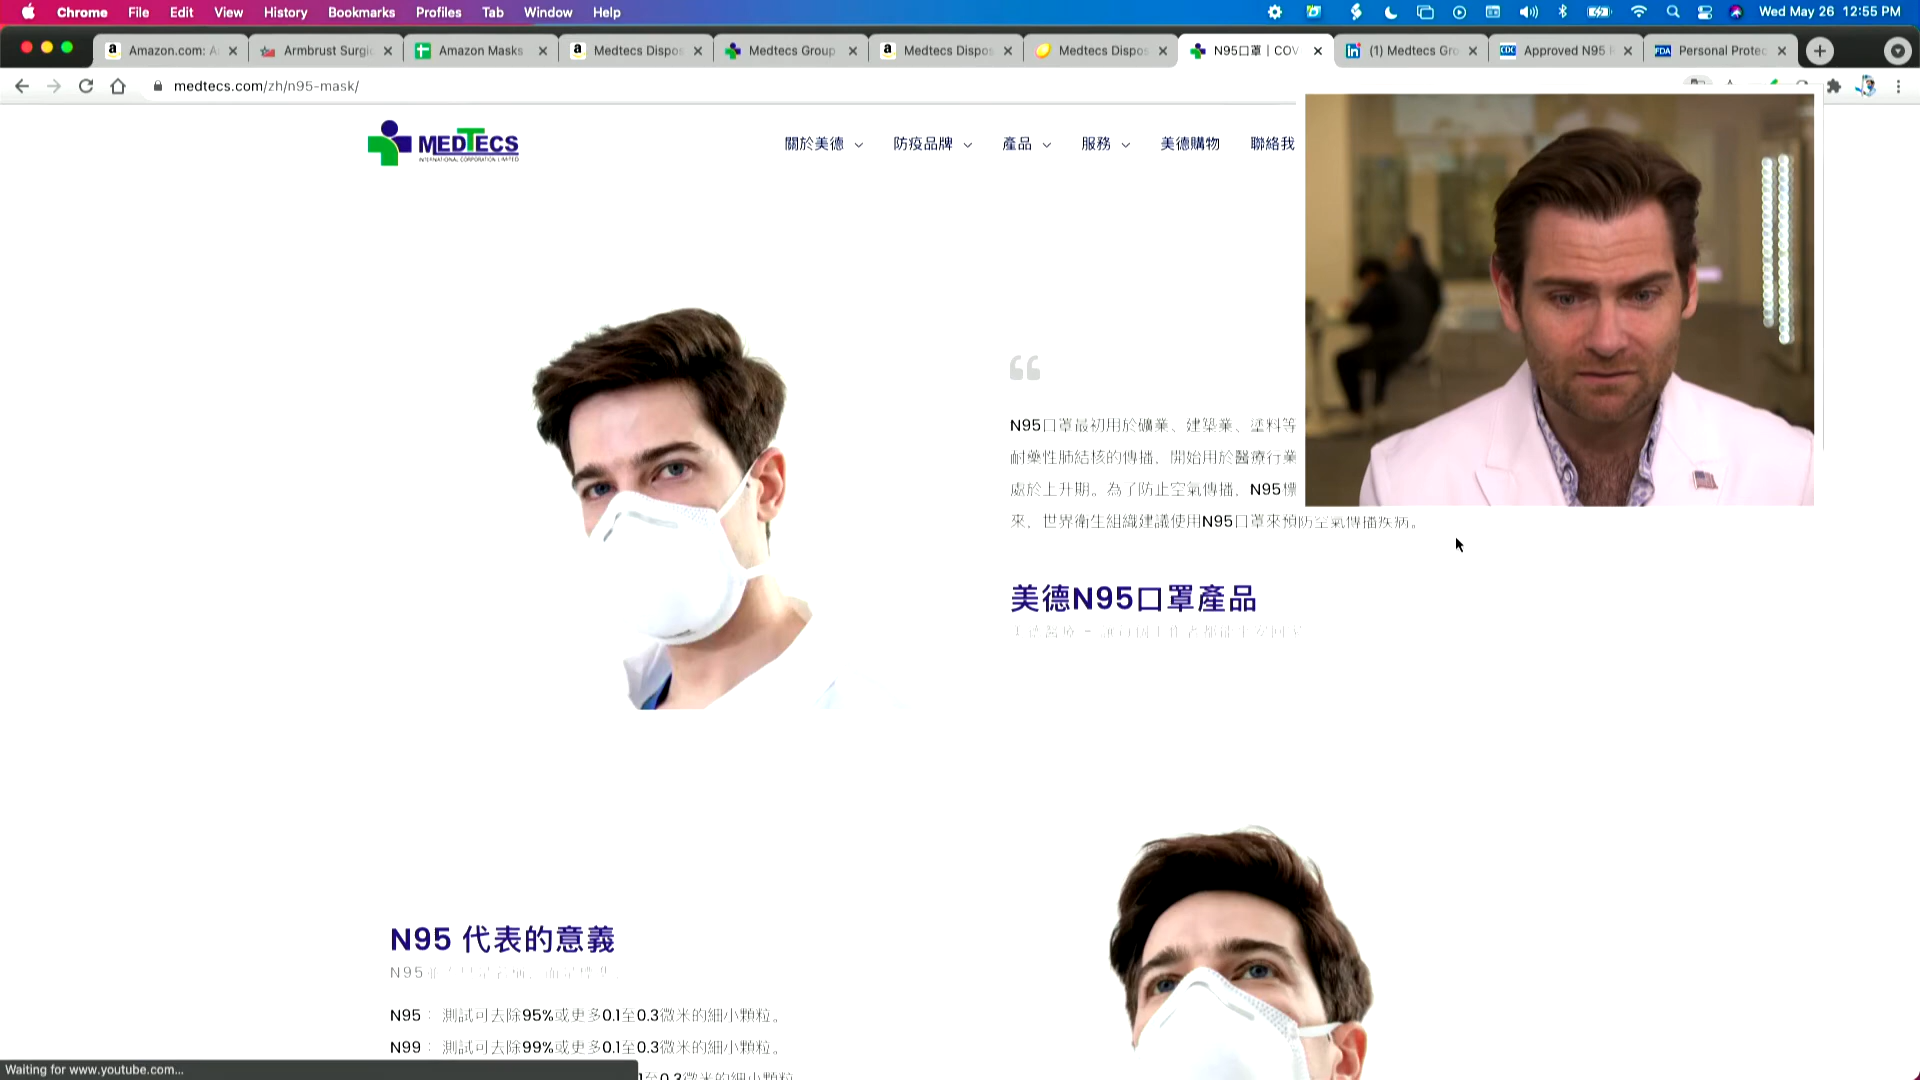 Chrome File Edit View History Bookmarks Profiles Tab Window Help Wed May 26 12:55 PM
Amazon.com: A Armbrust Surgic Amazon Masks Medtecs Dispos Medtecs Group Medtecs Dispos Medtecs Dispos N95口罩 | COV (1) Medtecs Gro Approved N95 Personal Protec
medtecs.com/zh/n95-mask/
MEDTECS
INTERNATIONAL CORPORATION LIMITED
關於美德 防疫品牌 產品 服務 美德購物 聯絡我
N95口罩最初用於礦業、建築業、塗料等
耐藥性肺結核的傳播，開始用於醫療行業
處於上升期。為了防止空氣傳播，N95
來，世界衛生組織建議使用N95口罩來預防空氣傳播疾病。
美德N95口罩產品
N95 代表的意義
N95
N95： 測試可去除95%或更多0.1至0.3微米的細小顆粒。
N99： 測試可去除99%或更多0.1至0.3微米的細小顆粒。
Waiting for www.youtube.com...